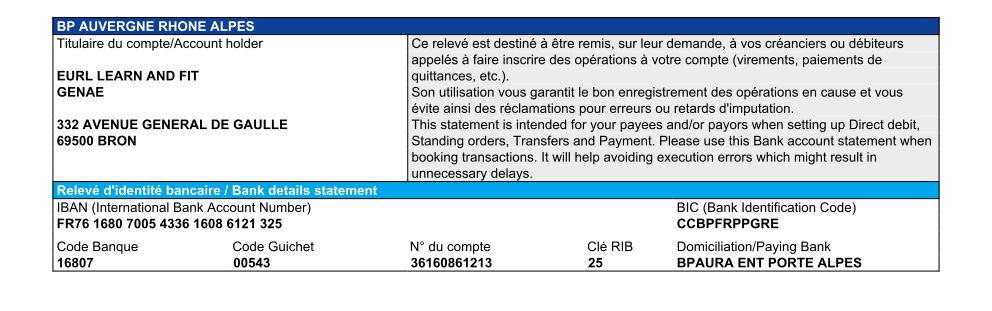 BP AUVERGNE RHONE ALPES
Titulaire du compte/Account holder
EURL LEARN AND FIT
GENAE
332 AVENUE GENERAL DE GAULLE
69500 BRON
Ce relevé est destiné à être remis, sur leur demande, à vos créanciers ou débiteurs
appelés à faire inscrire des opérations à votre compte (virements, paiements de
quittances, etc.).
Son utilisation vous garantit le bon enregistrement des opérations en cause et vous
évite ainsi des réclamations pour erreurs ou retards d'imputation.
This statement is intended for your payees and/or payors when setting up Direct debit,
Standing orders, Transfers and Payment. Please use this Bank account statement when
booking transactions. It will help avoiding execution errors which might result in
unnecessary delays.
Relevé d'identité bancaire / Bank details statement
IBAN (International Bank Account Number) BIC (Bank Identification Code)
FR76 1680 7005 4336 1608 6121 325 CCBPFRPPGRE
Code Banque Code Guichet N° du compte Clé RIB Domiciliation/Paying Bank
16807 00543 36160861213 25 BPAURA ENT PORTE ALPES